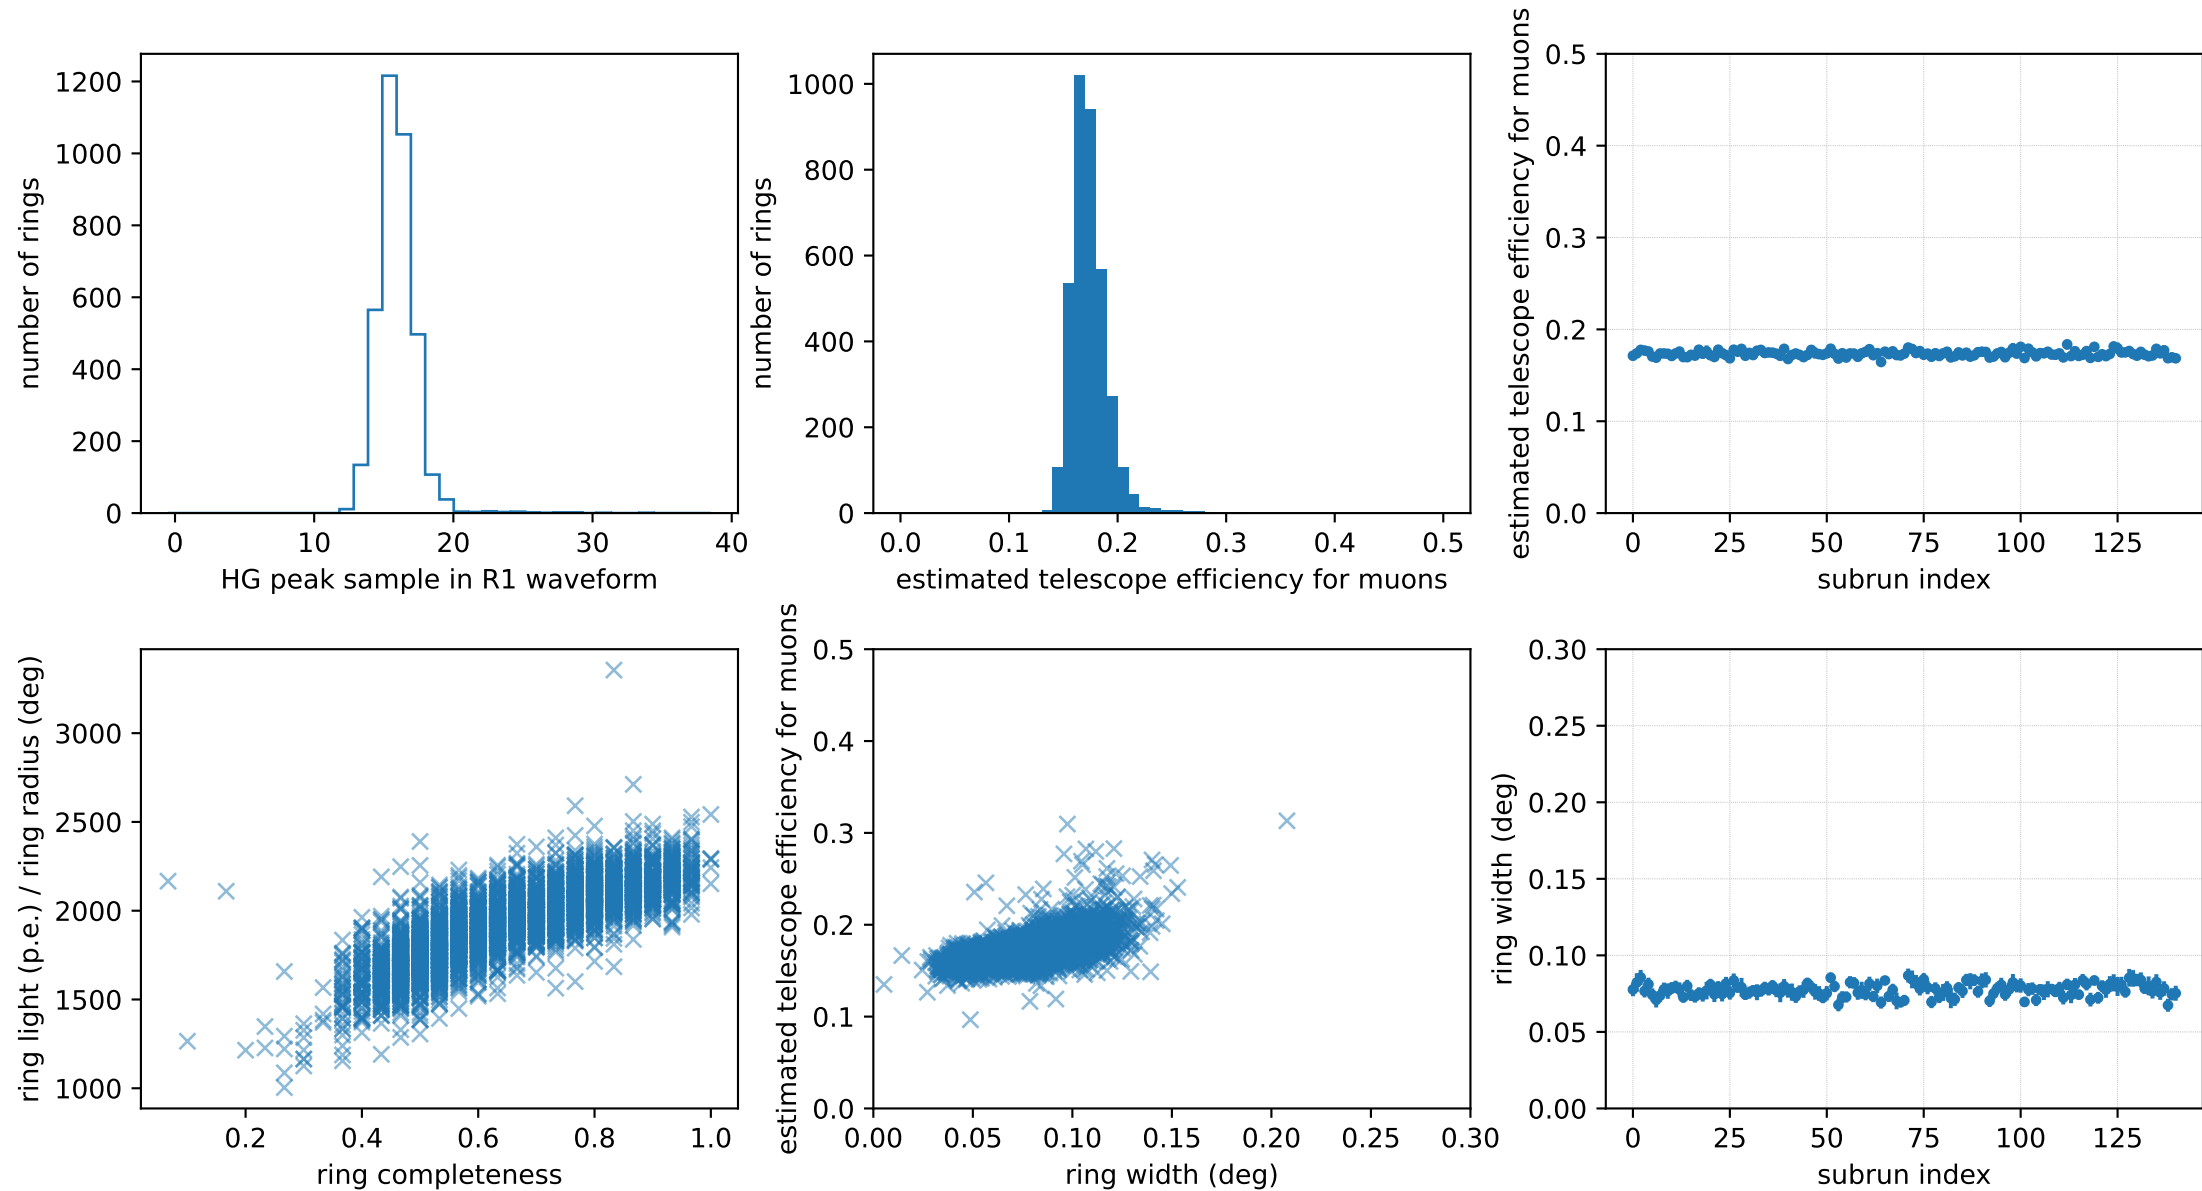 number of rings
1200
1000
800
600
400
200
0
0 10 20 30 40
HG peak sample in R1 waveform
number of rings
1000
800
600
400
200
0
0.0 0.1 0.2 0.3 0.4 0.5
estimated telescope efficiency for muons
estimated telescope efficiency for muons
0.5
0.4
0.3
0.2
0.1
0.0
0 25 50 75 100 125
subrun index
ring light (p.e.) / ring radius (deg)
3000
2500
2000
1500
1000
0.2 0.4 0.6 0.8 1.0
ring completeness
estimated telescope efficiency for muons
0.5
0.4
0.3
0.2
0.1
0.0
0.00 0.05 0.10 0.15 0.20 0.25 0.30
ring width (deg)
ring width (deg)
0.30
0.25
0.20
0.15
0.10
0.05
0.00
0 25 50 75 100 125
subrun index